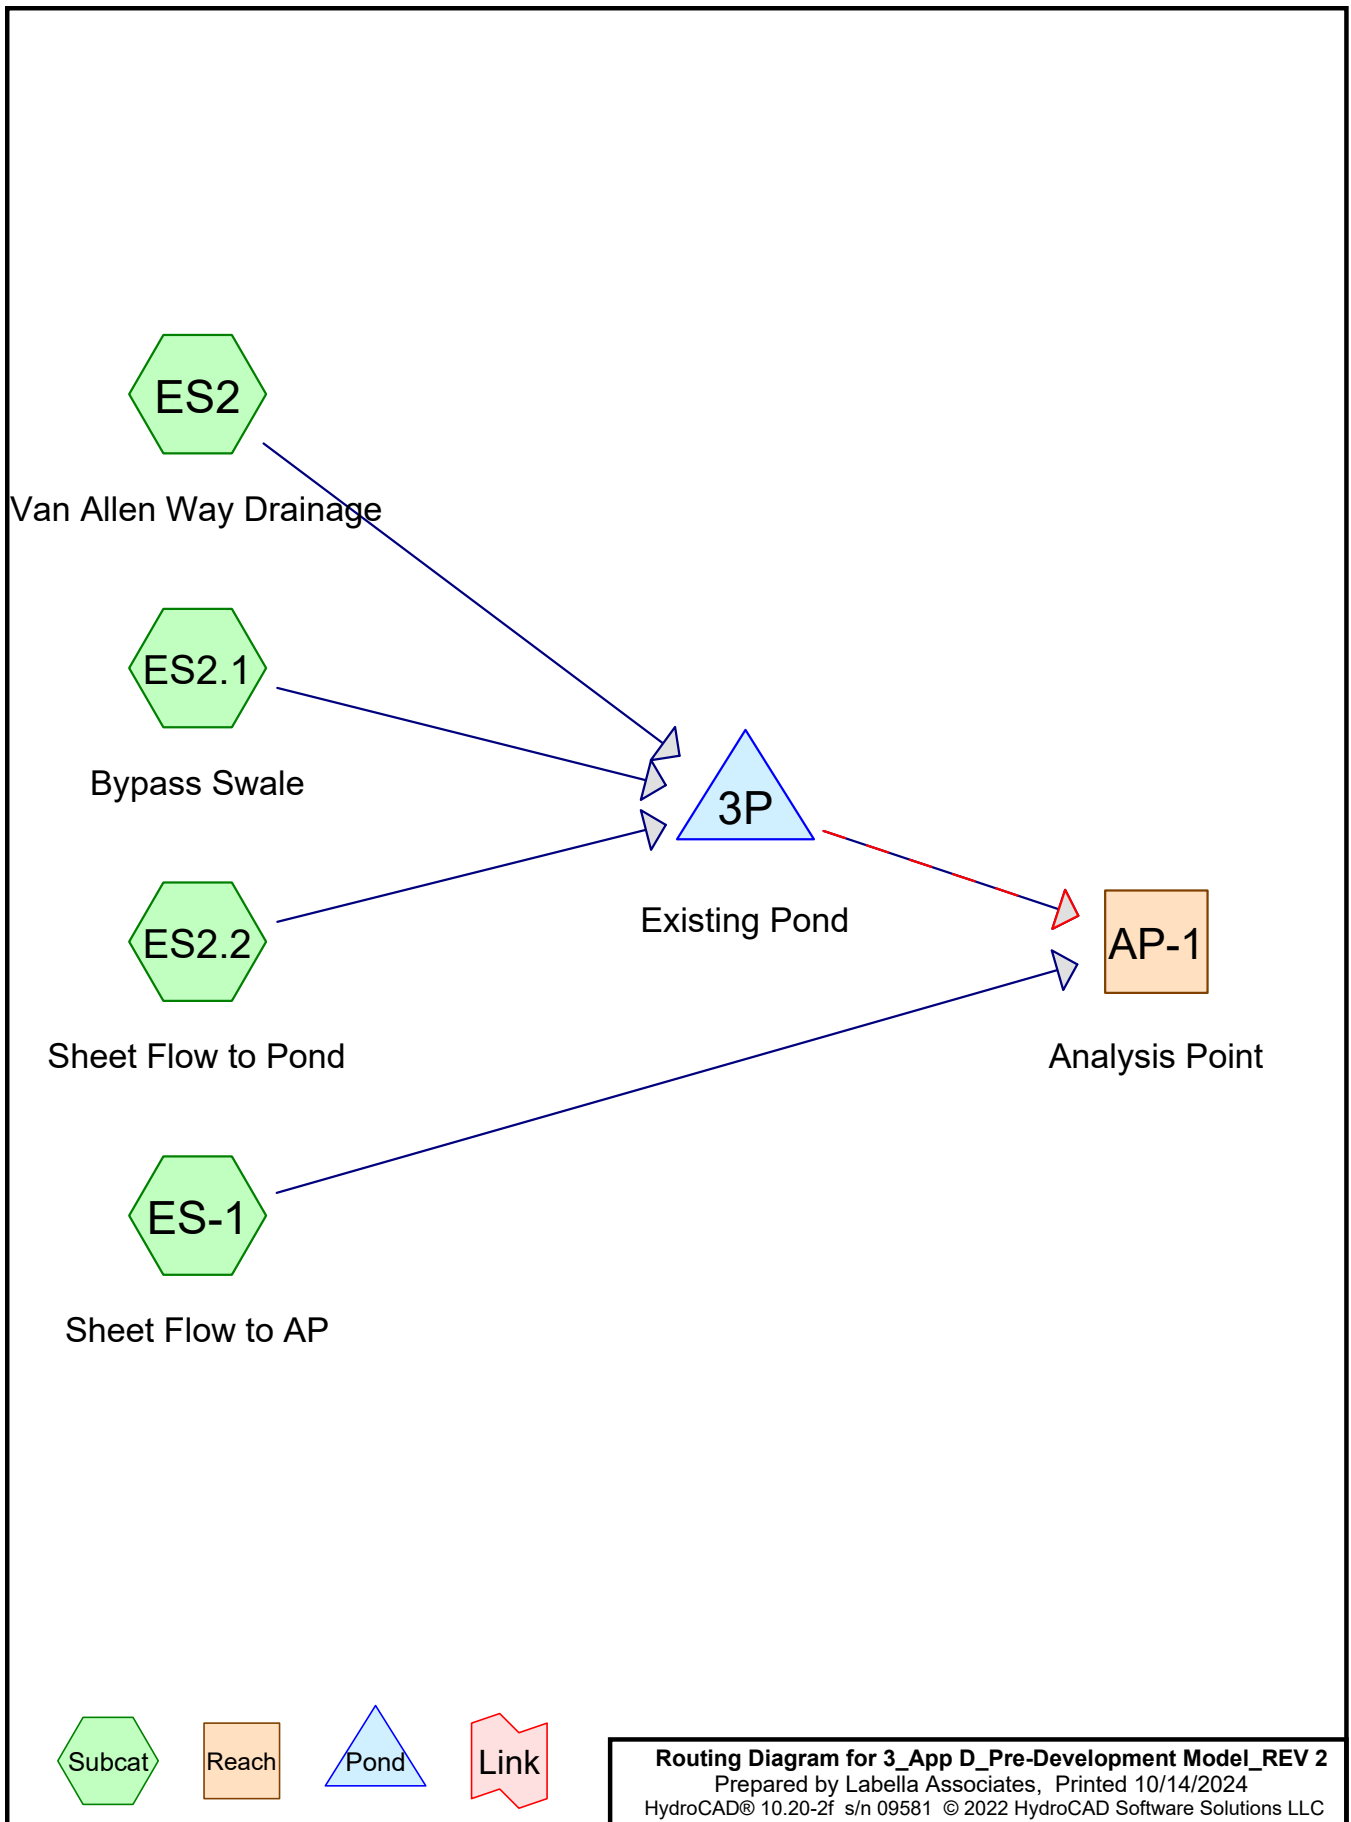 ES2
Van Allen Way Drainage
ES2.1
Bypass Swale
3P
Existing Pond
ES2.2
Sheet Flow to Pond
AP-1
Analysis Point
ES-1
Sheet Flow to AP
Subcat
Reach
Pond
Link
Routing Diagram for 3_App D_Pre-Development Model_REV 2
Prepared by Labella Associates, Printed 10/14/2024
HydroCAD® 10.20-2f s/n 09581 © 2022 HydroCAD Software Solutions LLC